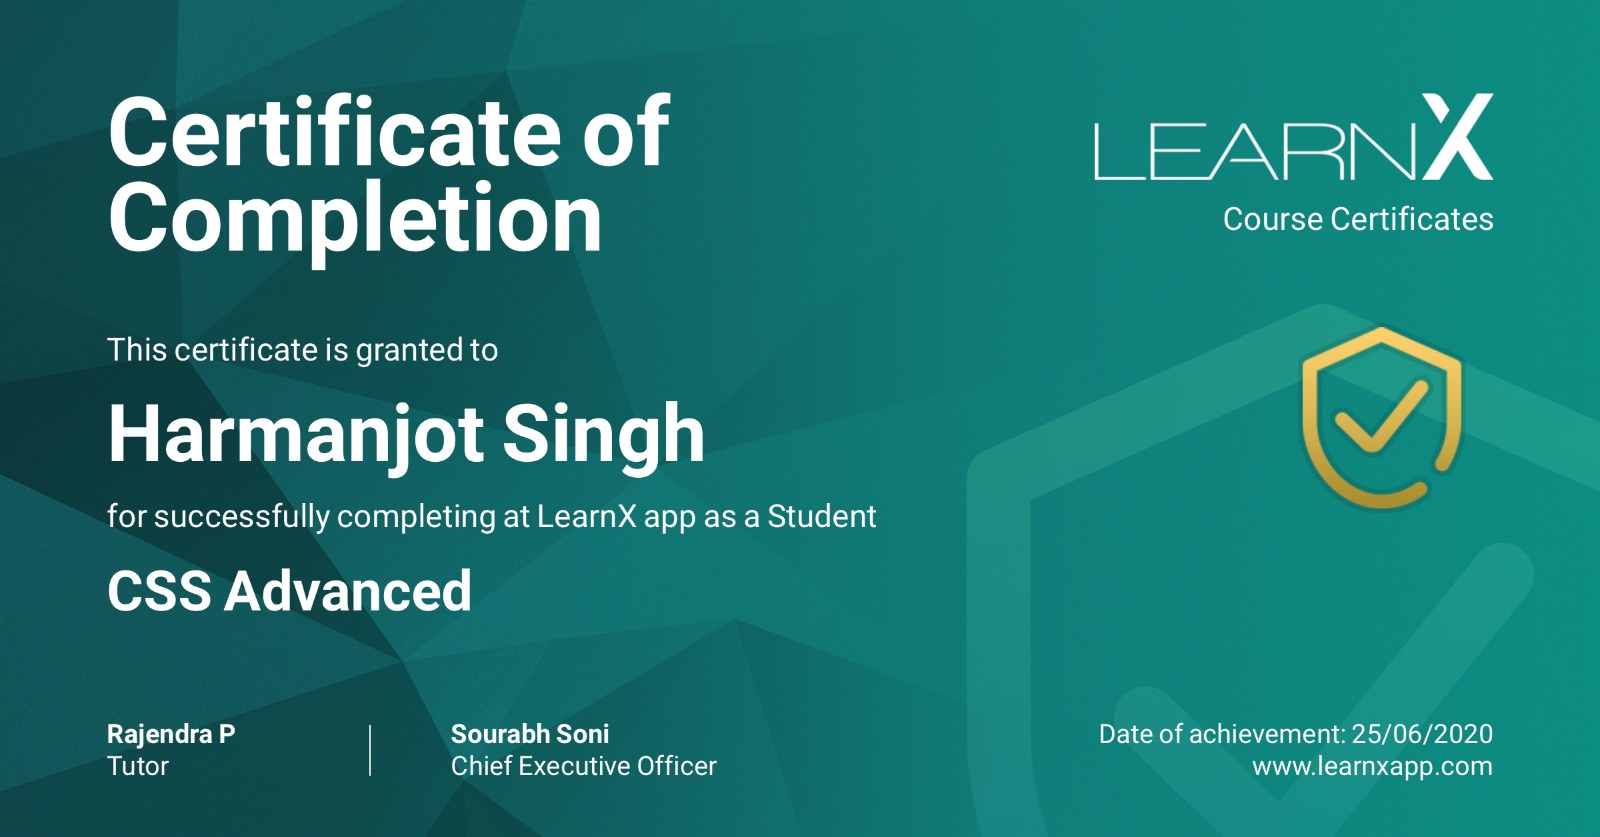 Certificate of
Completion
LEARNX
Course Certificates
This certificate is granted to
Harmanjot Singh
for successfully completing at LearnX app as a Student
CSS Advanced
Rajendra P
Tutor
Sourabh Soni
Chief Executive Officer
Date of achievement: 25/06/2020
www.learnxapp.com